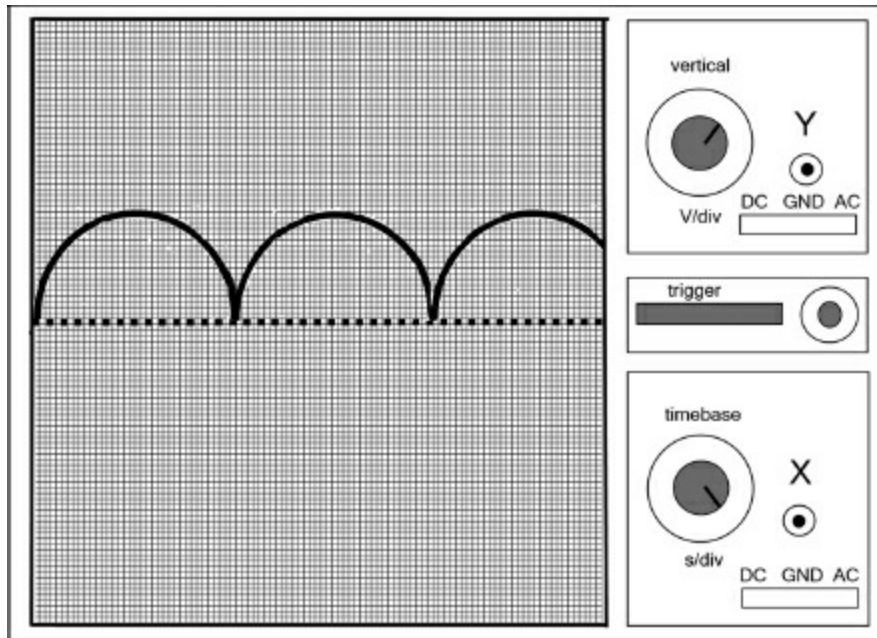 vertical
Y
DC GND AC
V/div
trigger
timebase
X
s/div
DC GND AC